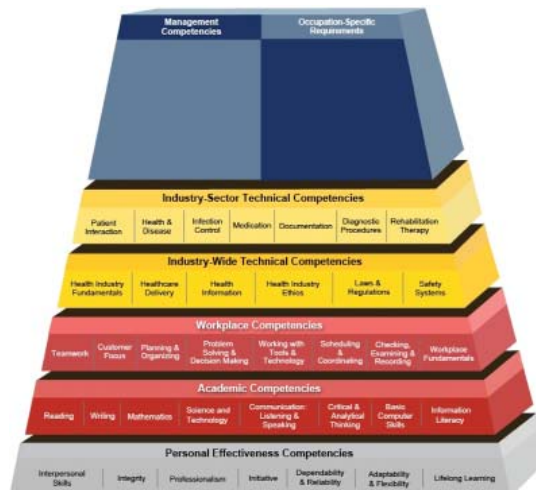 Management
Competencies
Occupation-Specific
Requirements
Industry-Sector Technical Competencies
Patient
Interaction
Health &
Disease
Infection
Control
Medication
Documentation
Diagnostic
Procedures
Rehabilitation
Therapy
Industry-Wide Technical Competencies
Health Industry
Fundamentals
Healthcare
Delivery
Health
Information
Health Industry
Ethics
Laws &
Regulations
Safety
Systems
Workplace Competencies
Teamwork
Customer
Focus
Planning &
Organizing
Problem
Solving &
Decision Making
Working with
Tools &
Technology
Scheduling
&
Coordinating
Checking,
Examining &
Recording
Workplace
Fundamentals
Academic Competencies
Reading
Writing
Mathematics
Science and
Technology
Communication:
Listening &
Speaking
Critical &
Analytical
Thinking
Basic
Computer
Skills
Information
Literacy
Personal Effectiveness Competencies
Interpersonal
Skills
Integrity
Professionalism
Initiative
Dependability
& Reliability
Adaptability
& Flexibility
Lifelong Learning